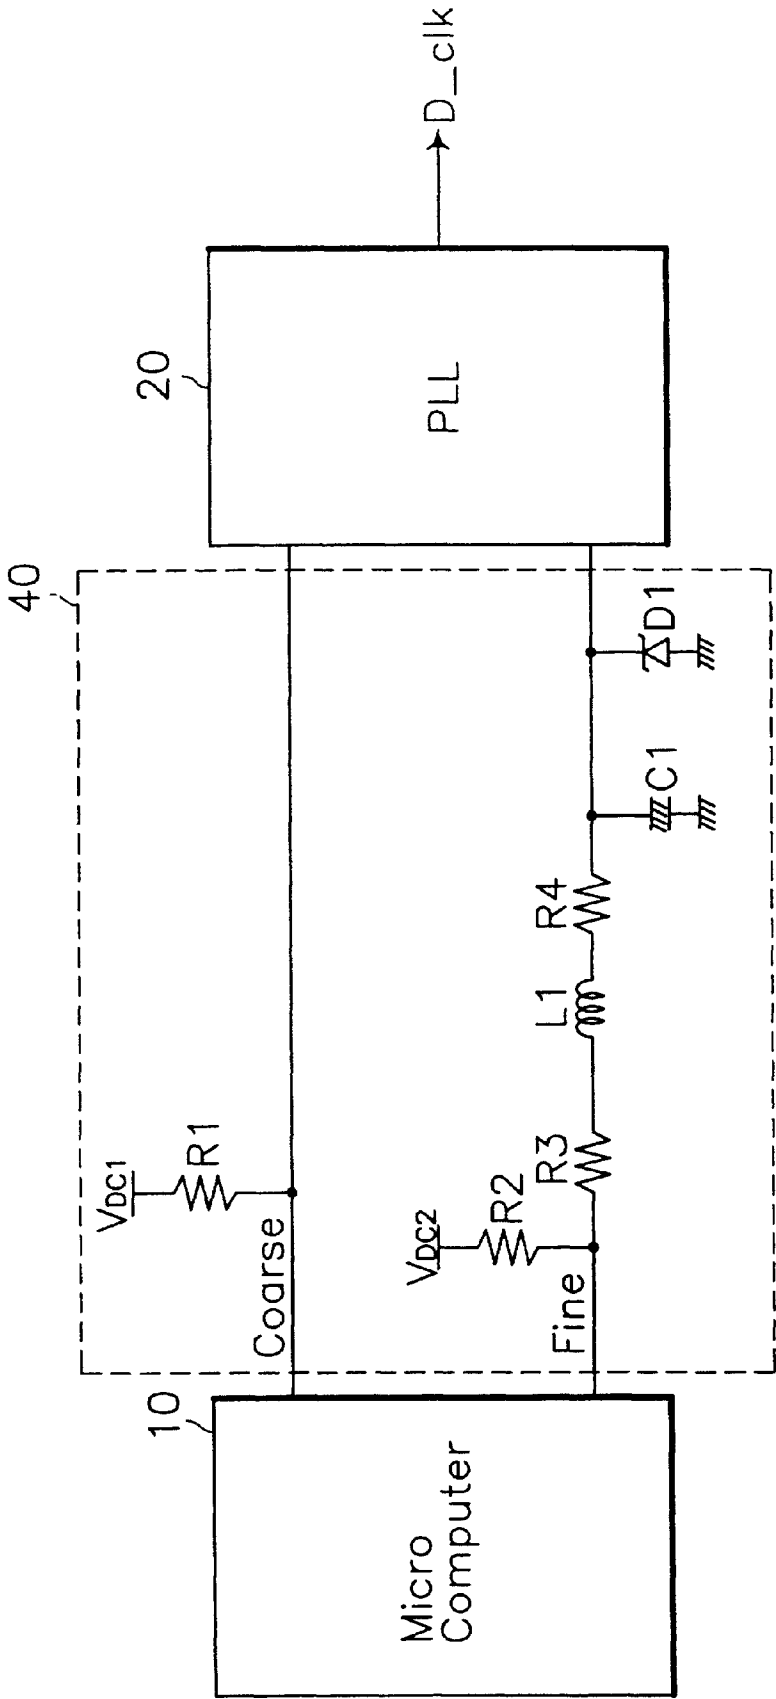 40
10
20
Micro
Computer
Coarse
VDC1
R1
Fine
VDC2
R2
R3
L1
R4
C1
D1
PLL
D_clk